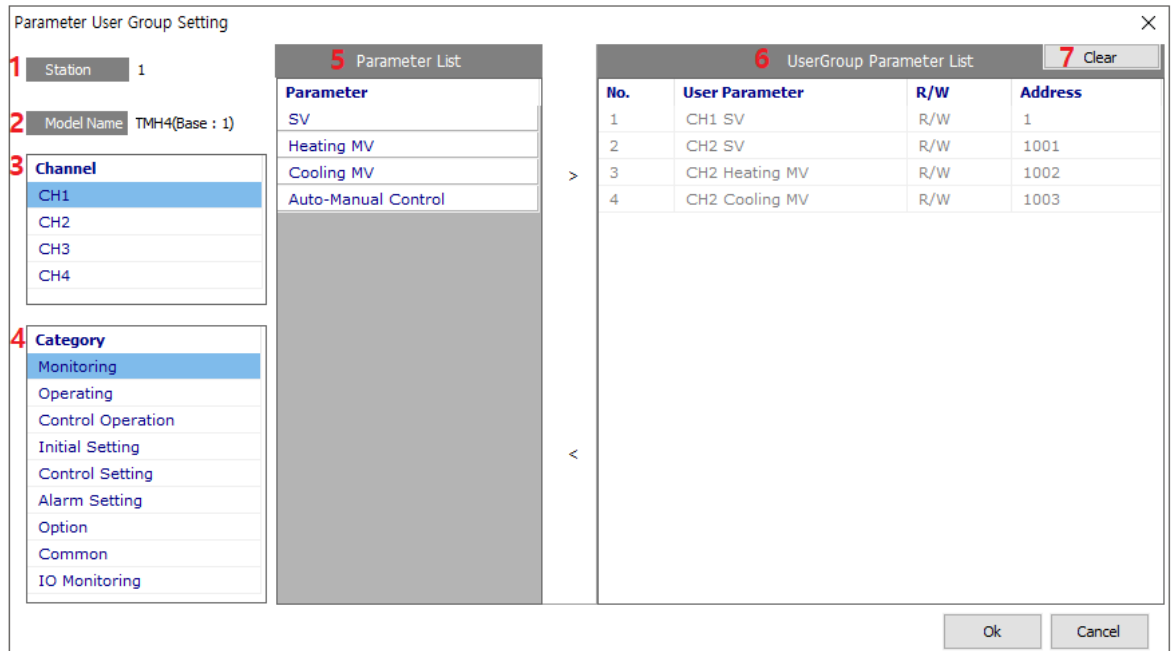 Parameter User Group Setting
1 Station 1
2 Model Name TMH4(Base : 1)
3 Channel
CH1
CH2
CH3
CH4
4 Category
Monitoring
Operating
Control Operation
Initial Setting
Control Setting
Alarm Setting
Option
Common
IO Monitoring
5 Parameter List
Parameter
SV
Heating MV
Cooling MV
Auto-Manual Control
>
<
6 UserGroup Parameter List 7 Clear
No. User Parameter R/W Address
1 CH1 SV R/W 1
2 CH2 SV R/W 1001
3 CH2 Heating MV R/W 1002
4 CH2 Cooling MV R/W 1003
Ok Cancel